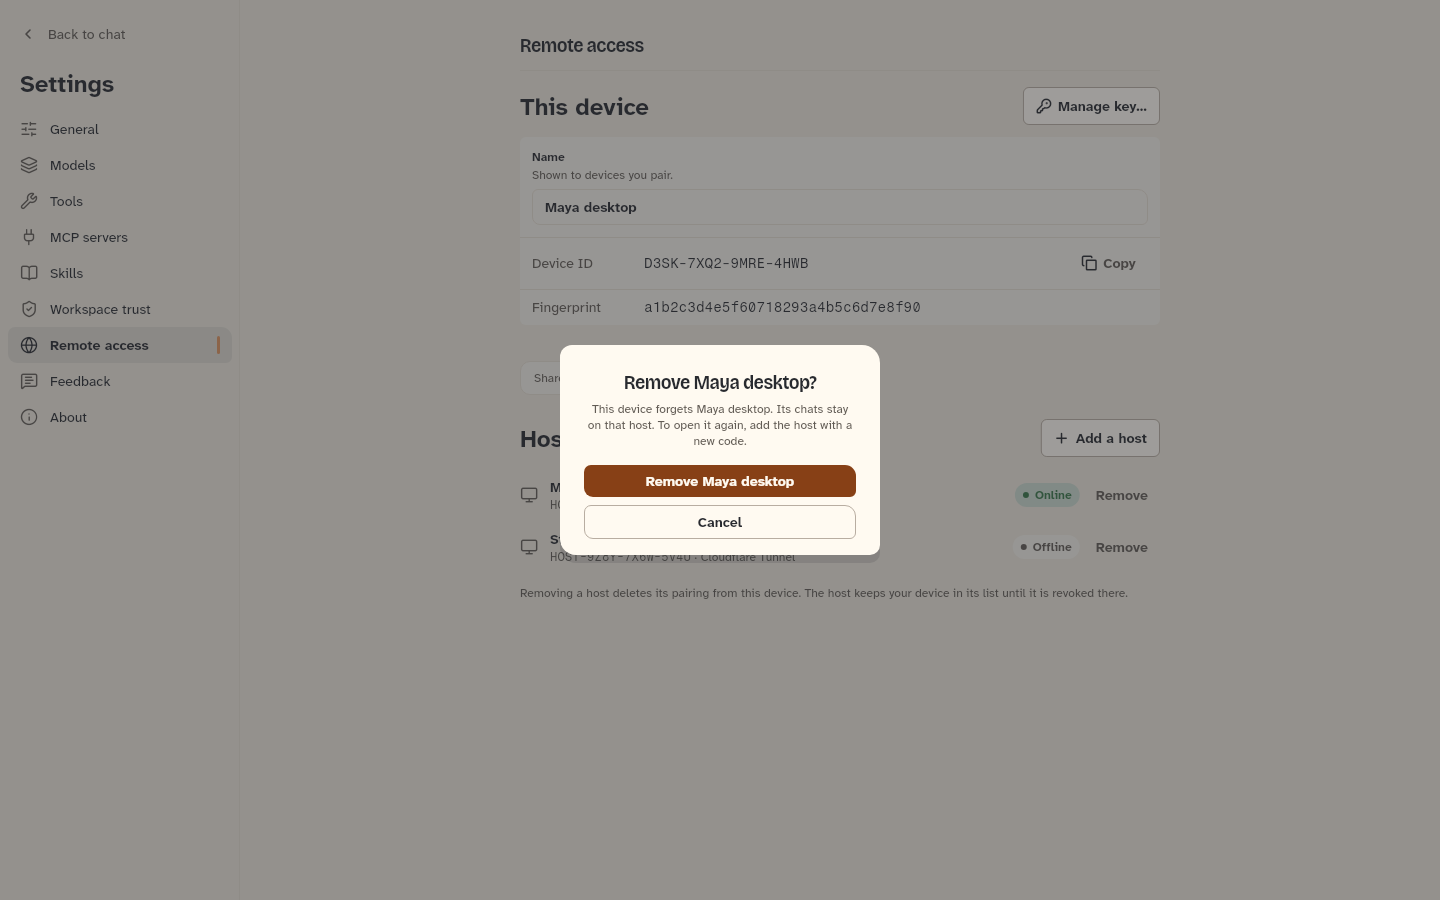 Back to chat
Settings
General
Models
Tools
MCP servers
Skills
Workspace trust
Remote access
Feedback
About
Remote access
This device
Manage key...
Name
Shown to devices you pair.
Maya desktop
Device ID
D3SK-7XQ2-9MRE-4HWB
Copy
Fingerprint
a1b2c3d4e5f60718293a4b5c6d7e8f90
Remove Maya desktop?
This device forgets Maya desktop. Its chats stay
on that host. To open it again, add the host with a
new code.
Remove Maya desktop
Cancel
Add a host
Online
Remove
Offline
Remove
Cloudflare Tunnel
Removing a host deletes its pairing from this device. The host keeps your device in its list until it is revoked there.